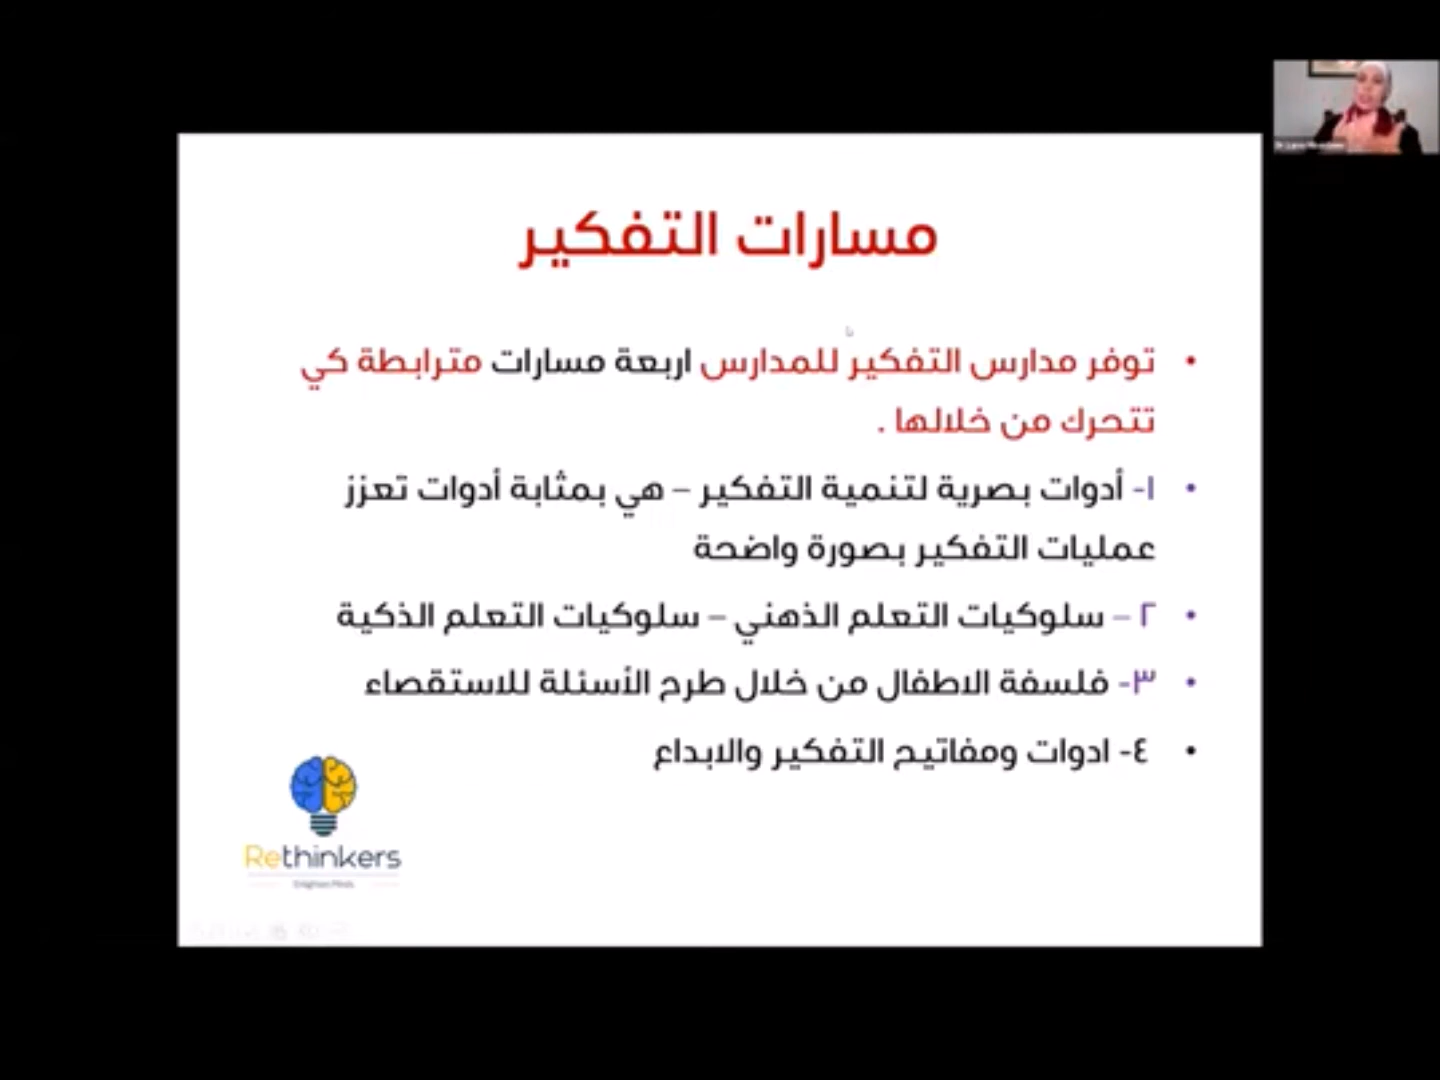 مسارات التفكير
• توفر مدارس التفكير للمدارس اربعة مسارات مترابطة كي
تتحرك من خلالها .
• ١- أدوات بصرية لتنمية التفكير – هي بمثابة أدوات تعزز
عمليات التفكير بصورة واضحة
• ٢ – سلوكيات التعلم الذهني – سلوكيات التعلم الذكية
• ٣- فلسفة الاطفال من خلال طرح الأسئلة للاستقصاء
• ٤- ادوات ومفاتيح التفكير والابداع
Rethinkers